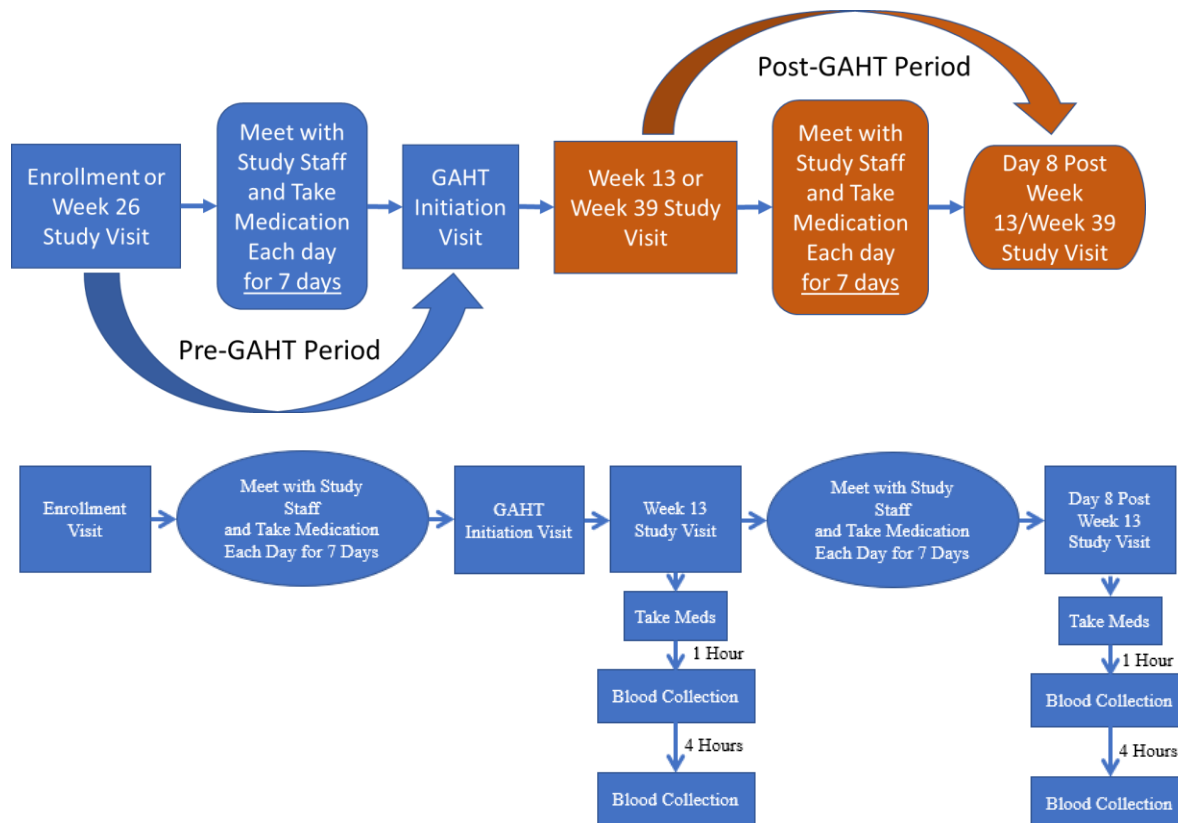 Post-GAHT Period
Enrollment or
Week 26
Study Visit
Meet with
Study Staff
and Take
Medication
Each day
for 7 days
GAHT
Initiation
Visit
Week 13 or
Week 39 Study
Visit
Meet with
Study Staff
and Take
Medication
Each day
for 7 days
Day 8 Post
Week
13/Week 39
Study Visit
Pre-GAHT Period
Enrollment
Visit
Meet with Study
Staff
and Take Medication
Each Day for 7 Days
GAHT
Initiation Visit
Week 13
Study Visit
Meet with Study
Staff
and Take Medication
Each Day for 7 Days
Day 8 Post
Week 13
Study Visit
Take Meds
1 Hour
Blood Collection
4 Hours
Blood Collection
Take Meds
1 Hour
Blood Collection
4 Hours
Blood Collection